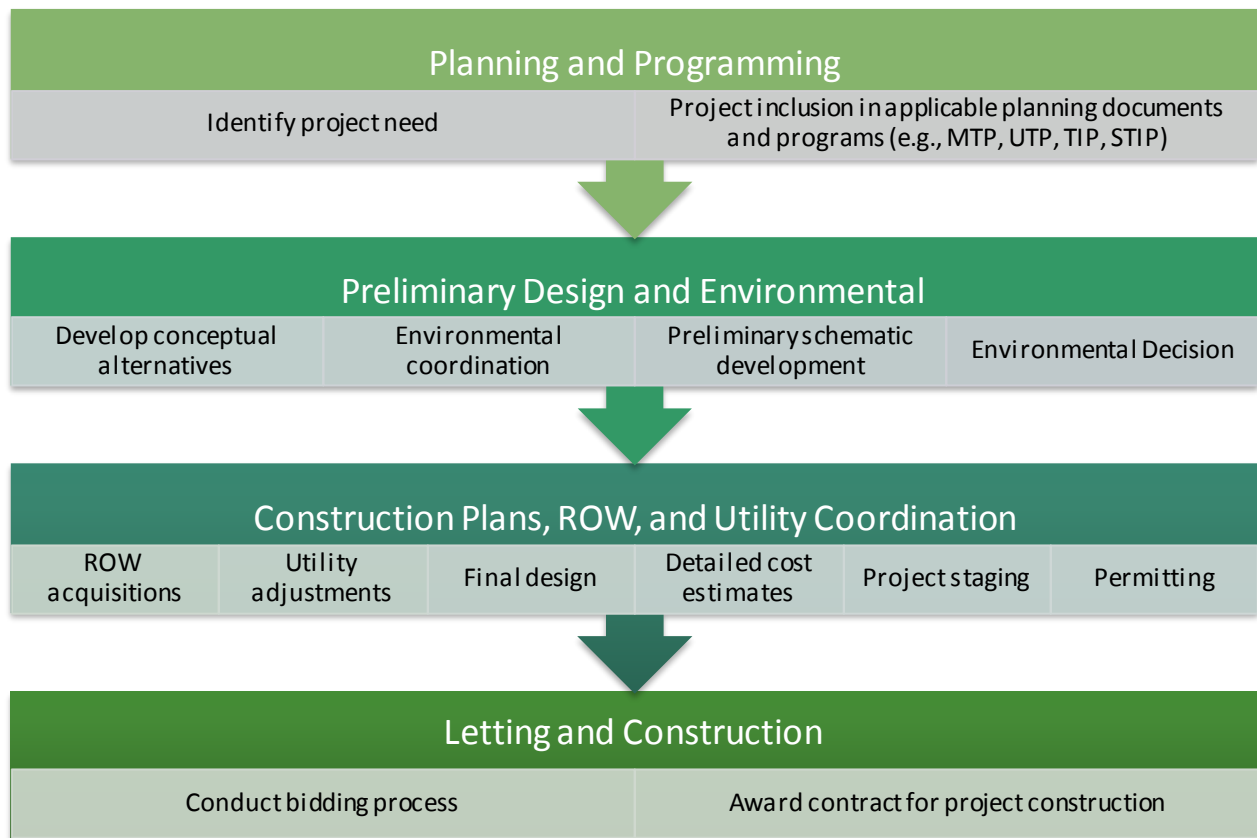 Planning and Programming
Identify project need
Project inclusion in applicable planning documents
and programs (e.g., MTP, UTP, TIP, STIP)
Preliminary Design and Environmental
Develop conceptual
alternatives
Environmental
coordination
Preliminary schematic
development
Environmental Decision
Construction Plans, ROW, and Utility Coordination
ROW
acquisitions
Utility
adjustments
Final design
Detailed cost
estimates
Project staging
Permitting
Letting and Construction
Conduct bidding process
Award contract for project construction